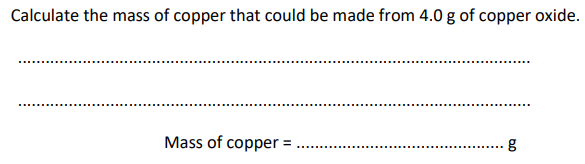 Calculate the mass of copper that could be made from 4.0 g of copper oxide.
................................................................................................................................
................................................................................................................................
Mass of copper = ................................................... g